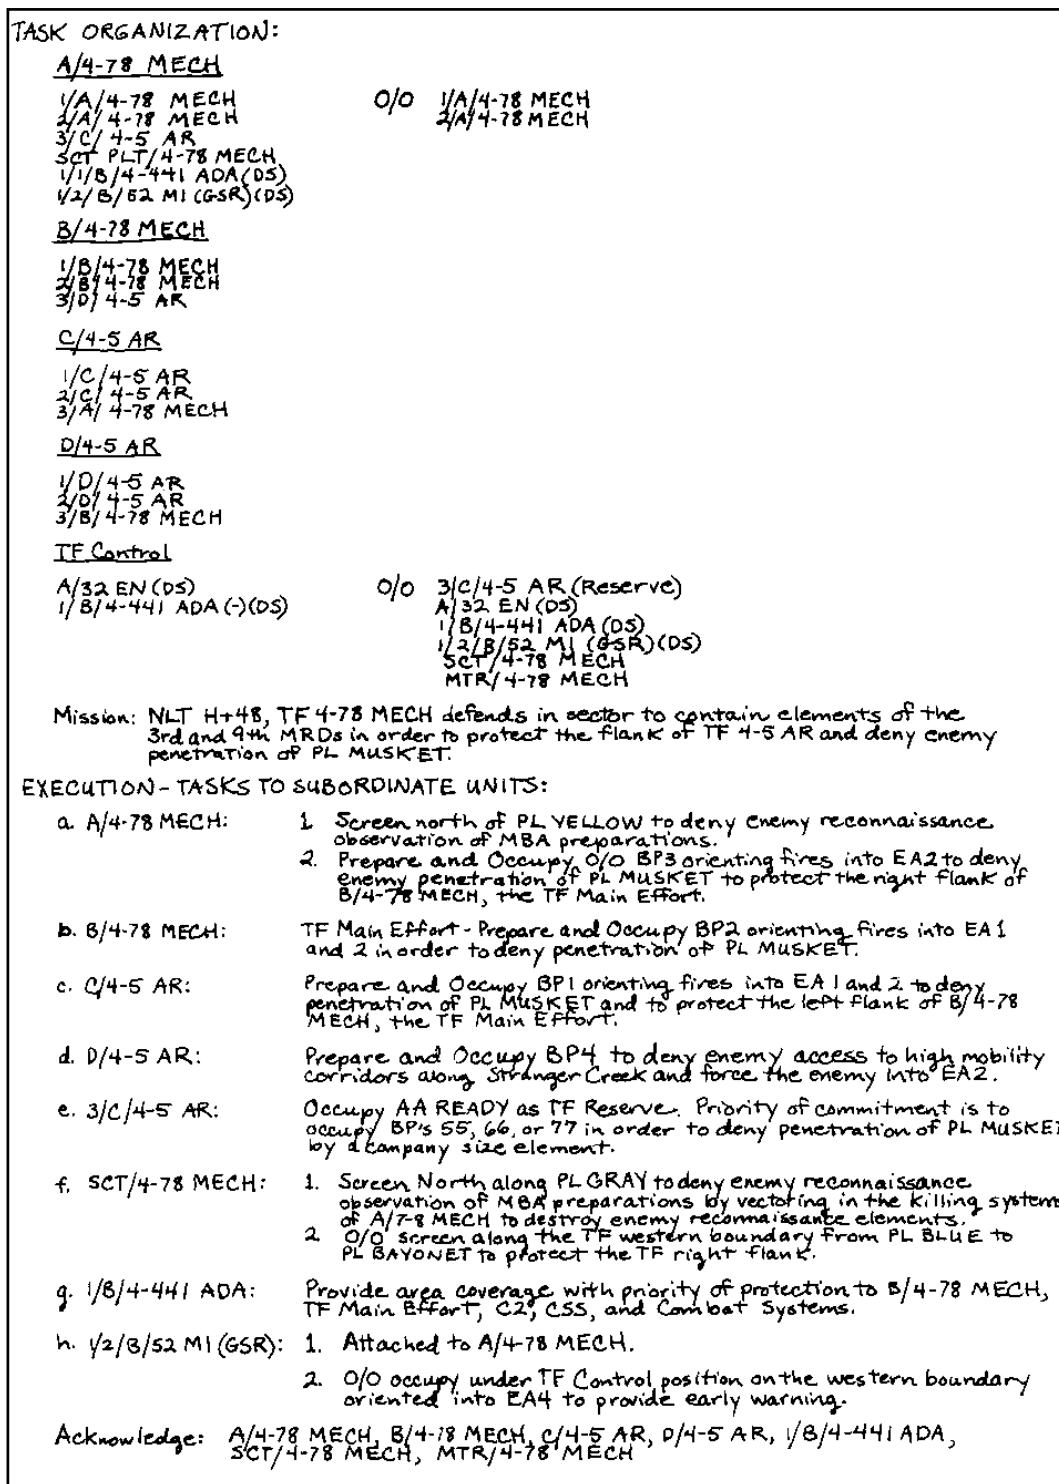 TASK ORGANIZATION:
A/4-78 MECH
1/A/4-78 MECH O/O 1/A/4-78 MECH
2/A/4-78 MECH 2/A/4-78 MECH
3/C/4-5 AR
SCT PLT/4-78 MECH
1/1/B/4-441 ADA (DS)
1/2/B/52 MI (GSR)(DS)
B/4-78 MECH
1/B/4-78 MECH
2/B/4-78 MECH
3/D/4-5 AR
C/4-5 AR
1/C/4-5 AR
2/C/4-5 AR
3/A/4-78 MECH
D/4-5 AR
1/D/4-5 AR
2/D/4-5 AR
3/B/4-78 MECH
TF Control
A/32 EN (DS) O/O 3/C/4-5 AR (Reserve)
1/B/4-441 ADA (-)(DS) A/32 EN (DS)
1/B/4-441 ADA (DS)
1/2/B/52 MI (GSR)(DS)
SCT/4-78 MECH
MTR/4-78 MECH
Mission: NLT H+48, TF 4-78 MECH defends in sector to contain elements of the
3rd and 9th MRDs in order to protect the flank of TF 4-5 AR and deny enemy
penetration of PL MUSKET.
EXECUTION - TASKS TO SUBORDINATE UNITS:
a. A/4-78 MECH: 1. Screen north of PL YELLOW to deny enemy reconnaissance
observation of MBA preparations.
2. Prepare and Occupy O/O BP3 orienting fires into EA2 to deny
enemy penetration of PL MUSKET to protect the right flank of
B/4-78 MECH, the TF Main Effort.
b. B/4-78 MECH: TF Main Effort - Prepare and Occupy BP2 orienting fires into EA1
and 2 in order to deny penetration of PL MUSKET.
c. C/4-5 AR: Prepare and Occupy BP1 orienting fires into EA 1 and 2 to deny
penetration of PL MUSKET and to protect the left flank of B/4-78
MECH, the TF Main Effort.
d. D/4-5 AR: Prepare and Occupy BP4 to deny enemy access to high mobility
corridors along Stranger Creek and force the enemy into EA2.
e. 3/C/4-5 AR: Occupy AA READY as TF Reserve. Priority of commitment is to
occupy BP's 55, 66, or 77 in order to deny penetration of PL MUSKET
by a company size element.
f. SCT/4-78 MECH: 1. Screen North along PL GRAY to deny enemy reconnaissance
observation of MBA preparations by vectoring in the killing systems
of A/7-8 MECH to destroy enemy reconnaissance elements.
2. O/O screen along the TF western boundary from PL BLUE to
PL BAYONET to protect the TF right flank.
g. 1/B/4-441 ADA: Provide area coverage with priority of protection to B/4-78 MECH,
TF Main Effort, C2, CSS, and Combat Systems.
h. 1/2/B/52 MI (GSR): 1. Attached to A/4-78 MECH.
2. O/O occupy under TF Control position on the western boundary
oriented into EA4 to provide early warning.
Acknowledge: A/4-78 MECH, B/4-78 MECH, C/4-5 AR, D/4-5 AR, 1/B/4-441 ADA,
SCT/4-78 MECH, MTR/4-78 MECH